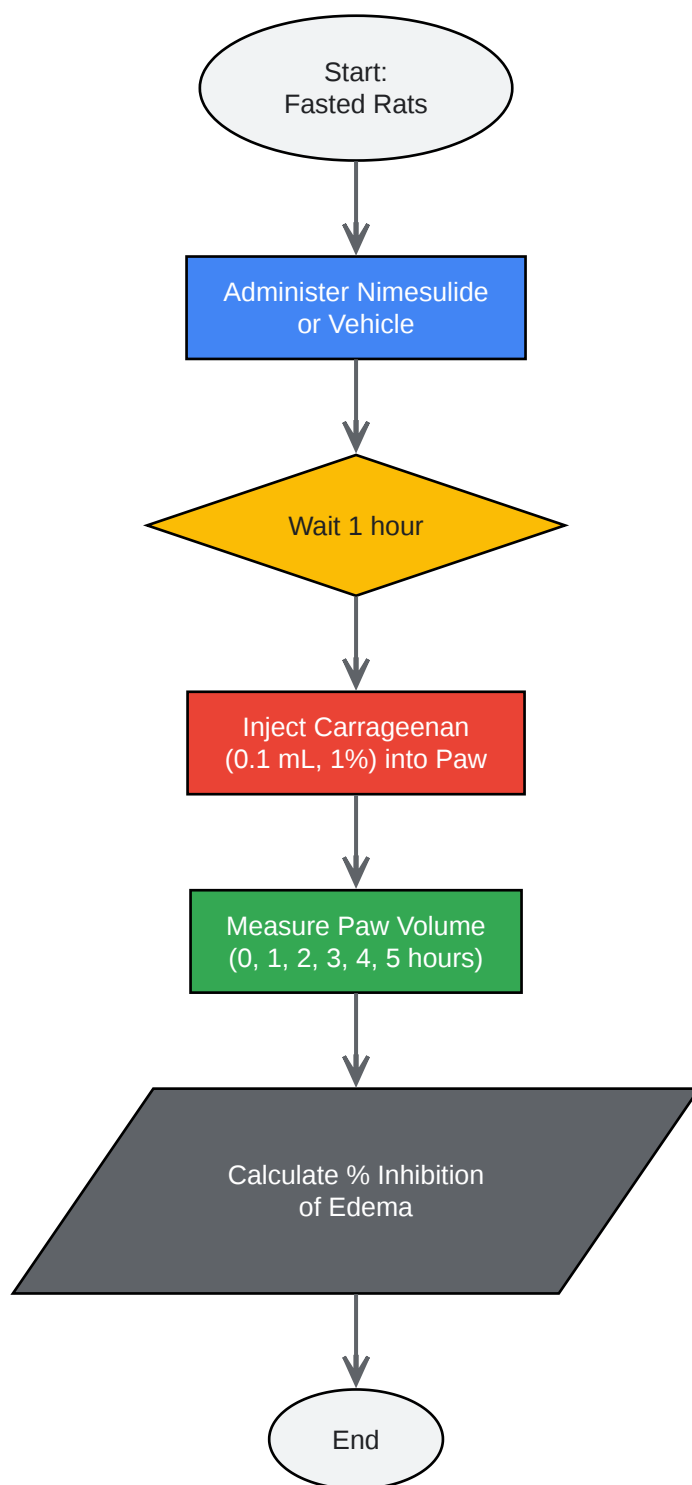 Start:
Fasted Rats
Administer Nimesulide
or Vehicle
Wait 1 hour
Inject Carrageenan
(0.1 mL, 1%) into Paw
Measure Paw Volume
(0, 1, 2, 3, 4, 5 hours)
Calculate % Inhibition
of Edema
End